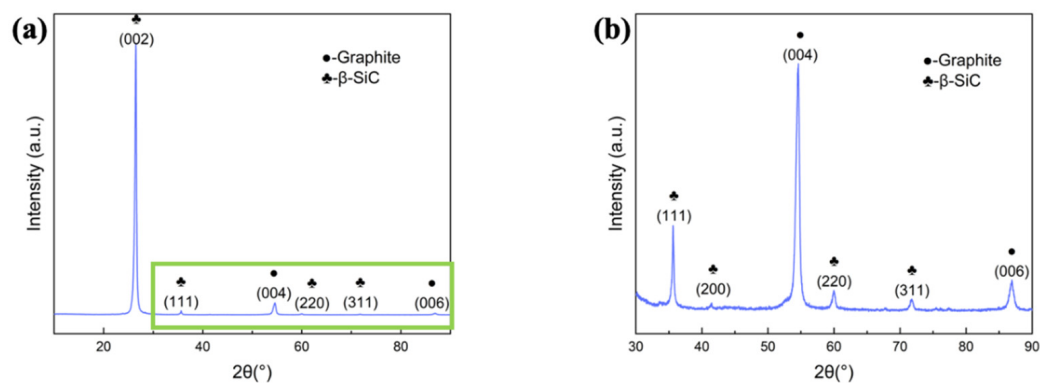 (a)
♣
(002)
●-Graphite
♣-β-SiC
Intensity (a.u.)
♣ ● ♣ ♣ ●
(111) (004) (220) (311) (006)
20 40 60 80
2θ(°)
(b)
●
(004)
●-Graphite
♣-β-SiC
Intensity (a.u.)
♣
(111)
♣
(200)
♣
(220)
♣
(311)
●
(006)
30 40 50 60 70 80 90
2θ(°)